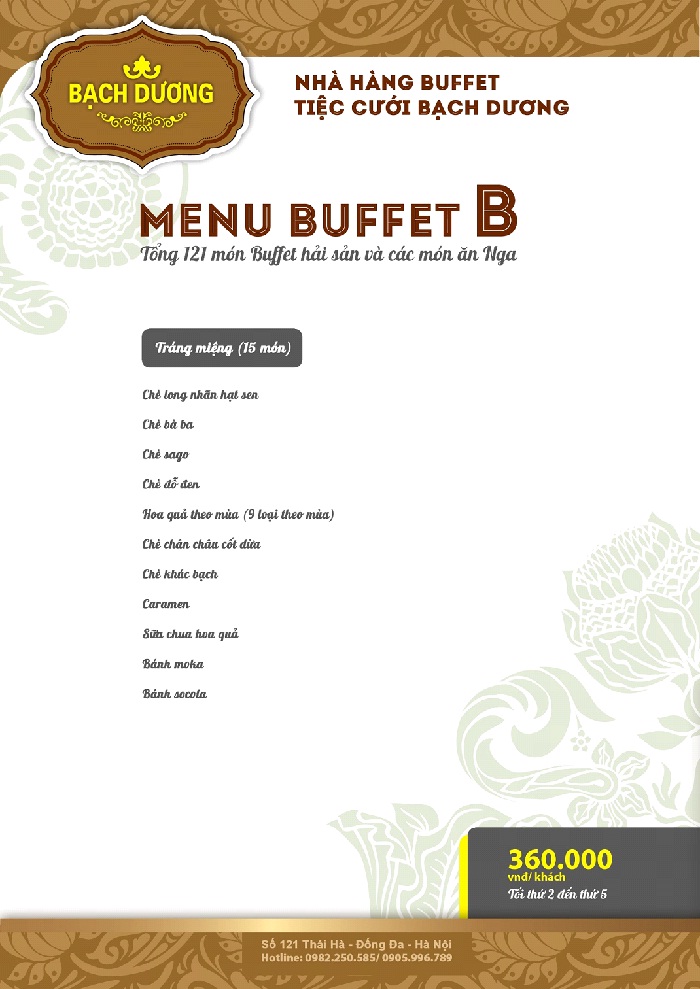 BẠCH DƯƠNG
NHÀ HÀNG BUFFET
TIỆC CƯỚI BẠCH DƯƠNG
MENU BUFFET B
Tổng 121 món Buffet hải sản và các món ăn Nga
Tráng miệng (15 món)
Chè long nhãn hạt sen
Chè bà ba
Chè sago
Chè đỗ đen
Hoa quả theo mùa (9 loại theo mùa)
Chè chân châu cốt dừa
Chè khúc bạch
Caramen
Sữa chua hoa quả
Bánh moka
Bánh socola
360.000
vnđ/ khách
Tối thứ 2 đến thứ 5
Số 121 Thái Hà - Đống Đa - Hà Nội
Hotline: 0982.250.585/ 0905.996.789